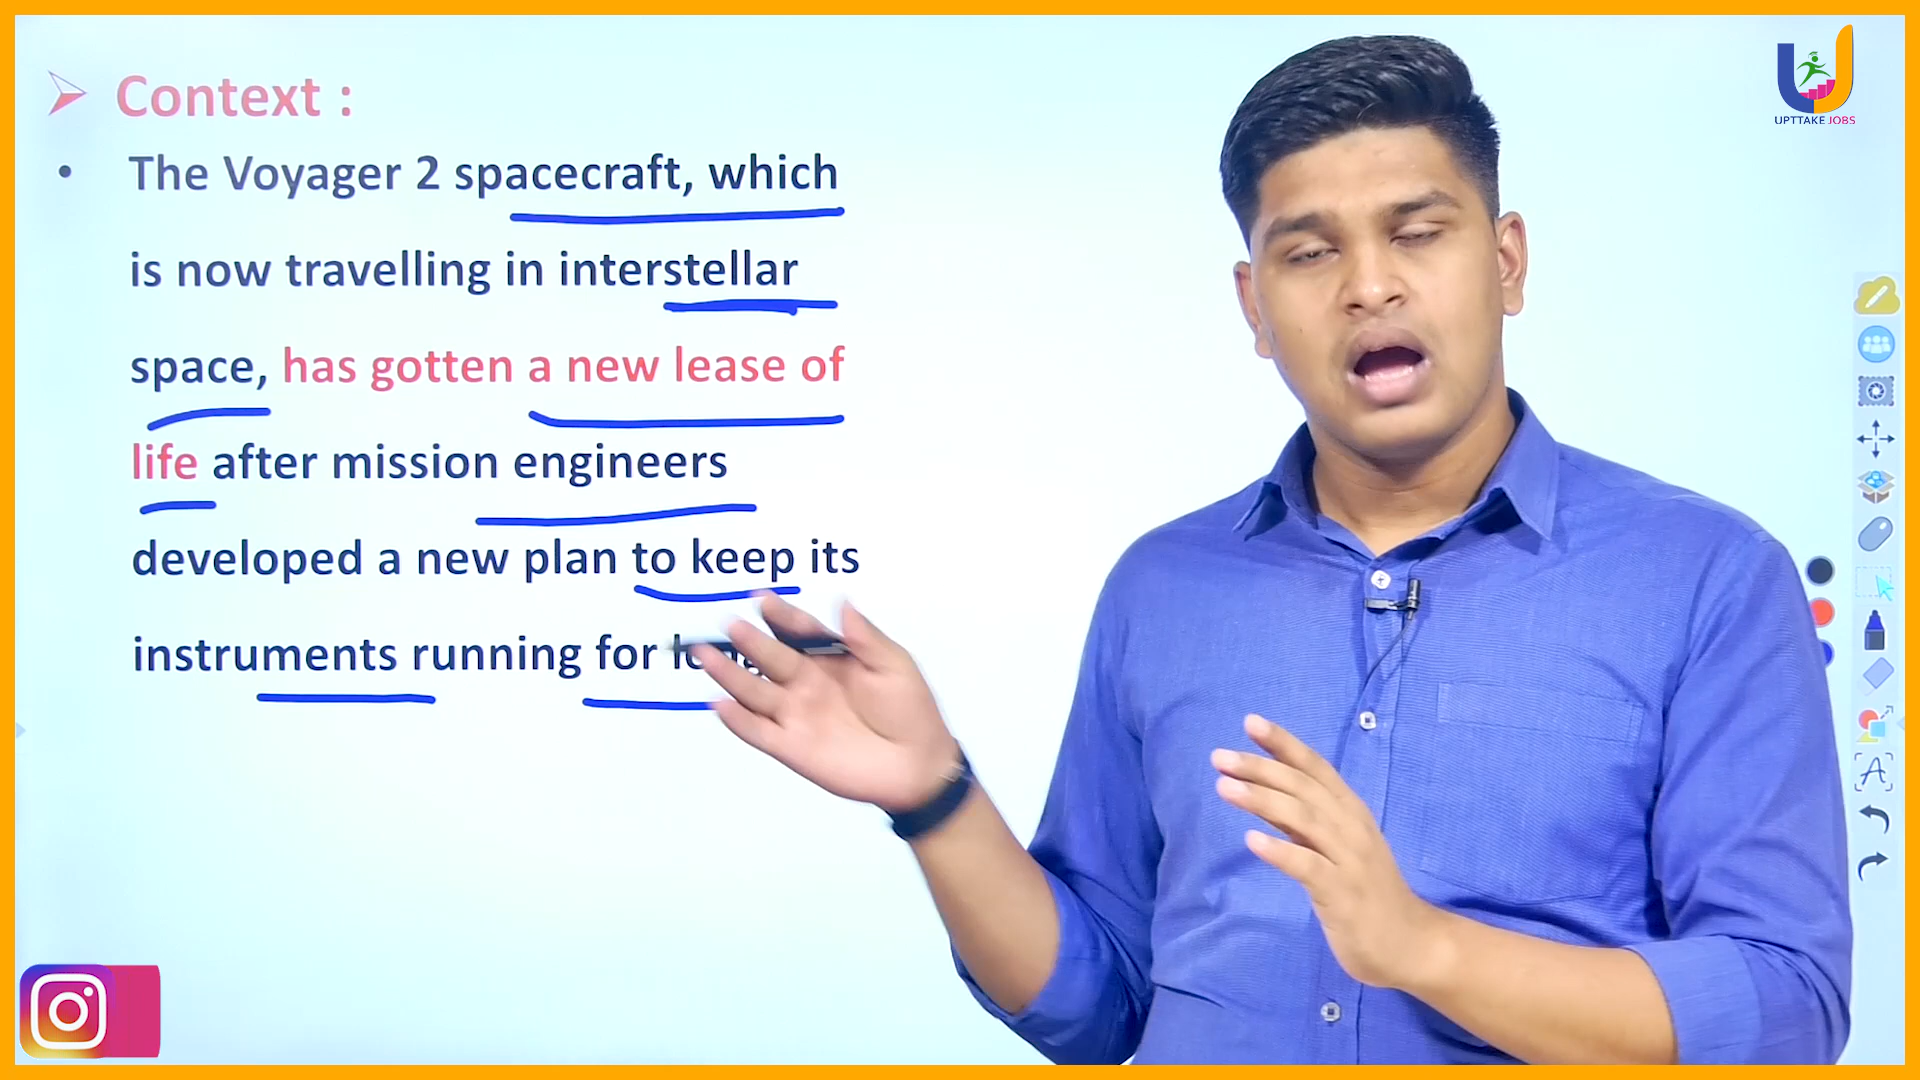 UPTTAKE JOBS
Context :
• The Voyager 2 spacecraft, which
is now travelling in interstellar
space, has gotten a new lease of
life after mission engineers
developed a new plan to keep its
instruments running for